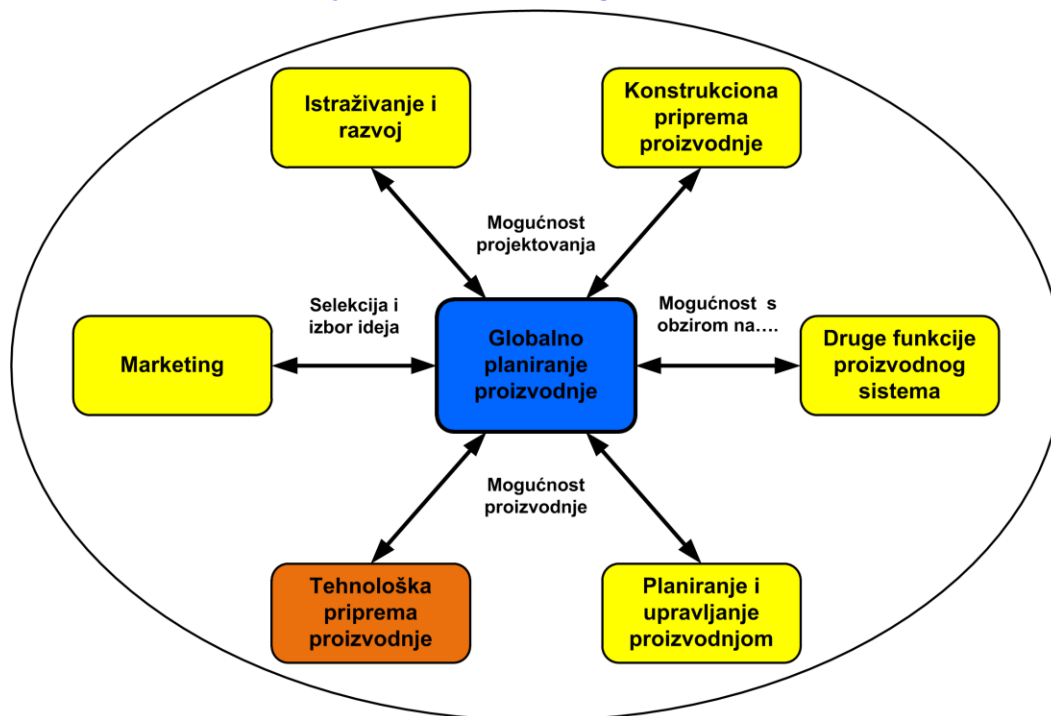 Istraživanje i
razvoj
Konstrukciona
priprema
proizvodnje
Mogućnost
projektovanja
Selekcija i
izbor ideja
Mogućnost s
obzirom na....
Marketing
Globalno
planiranje
proizvodnje
Druge funkcije
proizvodnog
sistema
Mogućnost
proizvodnje
Tehnološka
priprema
proizvodnje
Planiranje i
upravljanje
proizvodnjom